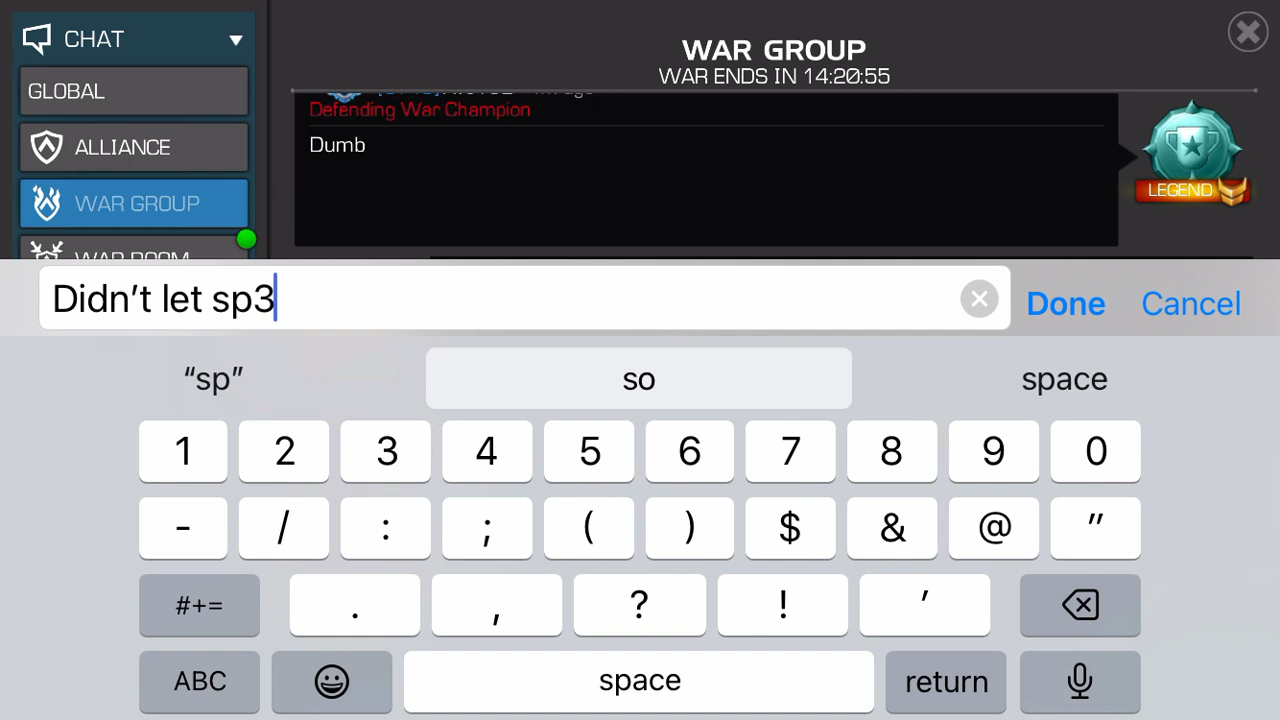 CHAT
GLOBAL
ALLIANCE
WAR GROUP
WAR GROUP
WAR ENDS IN 14:20:55
Defending War Champion
Dumb
LEGEND
Didn’t let sp3
Done
Cancel
“sp”
so
space
1 2 3 4 5 6 7 8 9 0
- / : ; ( ) $ & @ "
#+= . , ? ! ’
ABC
space
return